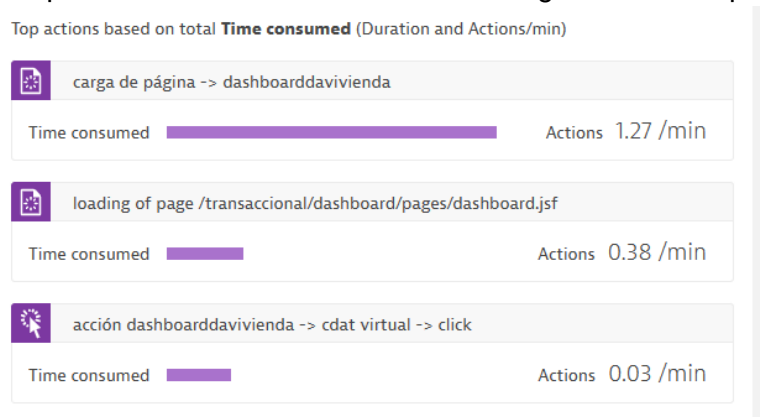 Top actions based on total Time consumed (Duration and Actions/min)
carga de página -> dashboarddavivienda
Time consumed Actions 1.27 /min
loading of page /transaccional/dashboard/pages/dashboard.jsf
Time consumed Actions 0.38 /min
acción dashboarddavivienda -> cdat virtual -> click
Time consumed Actions 0.03 /min